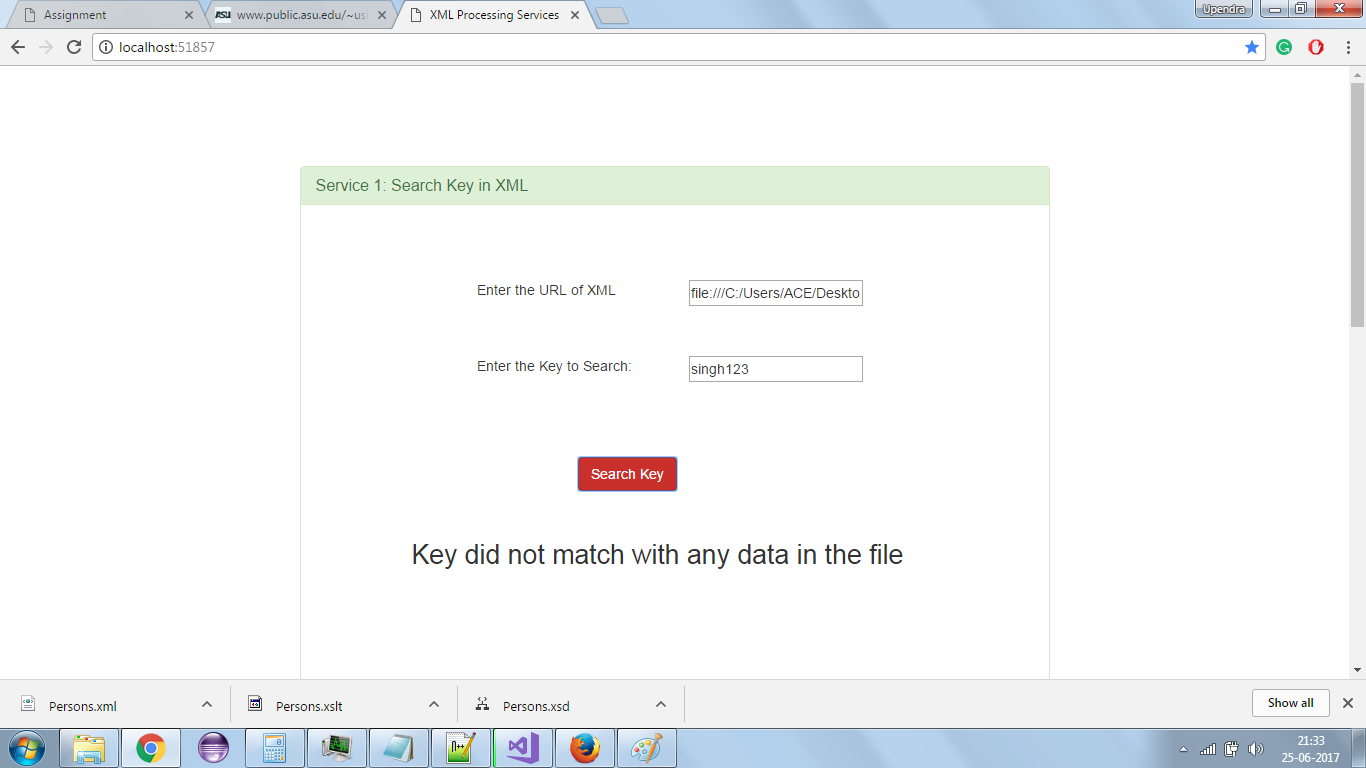 Assignment
ASU www.public.asu.edu/~us
XML Processing Services
Upendra
localhost:51857
Service 1: Search Key in XML
Enter the URL of XML
file:///C:/Users/ACE/Deskto
Enter the Key to Search:
singh123
Search Key
Key did not match with any data in the file
Persons.xml
Persons.xslt
Persons.xsd
Show all
21:33
25-06-2017